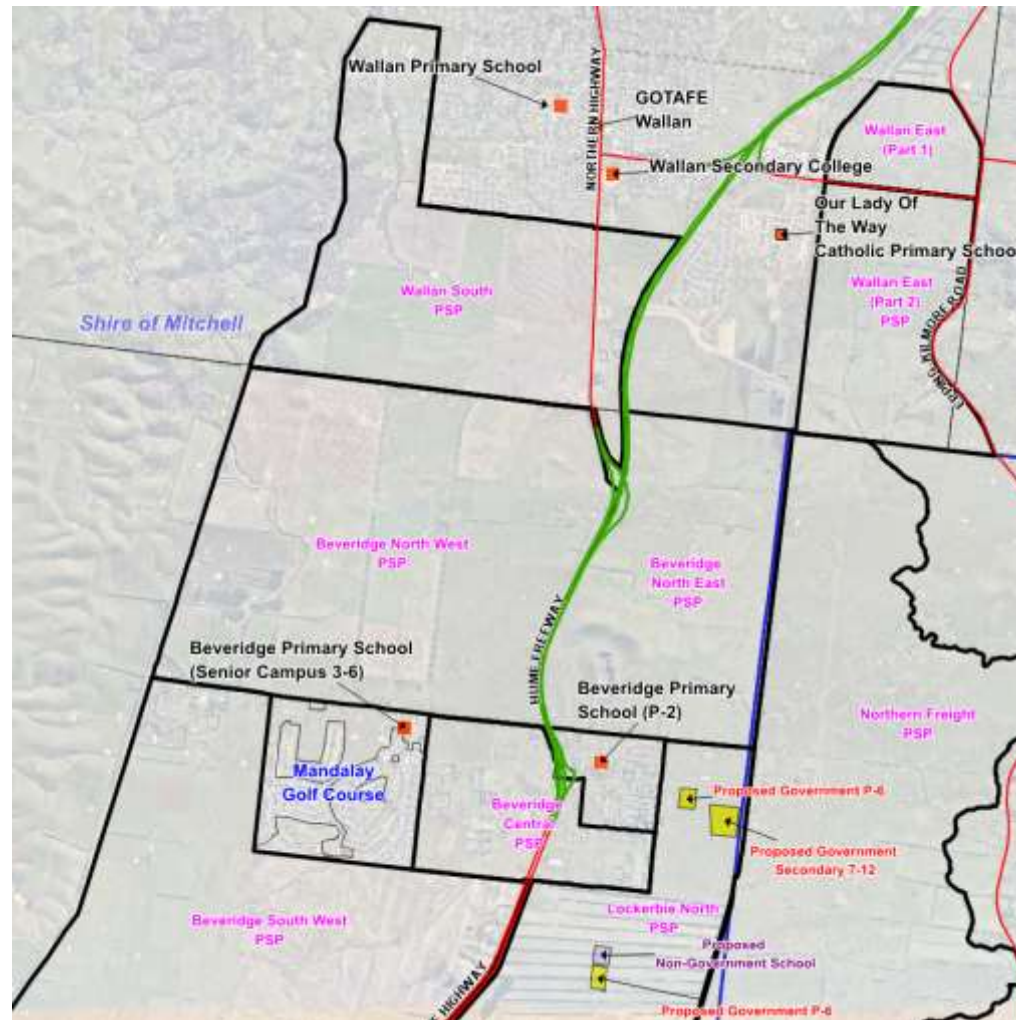 Wallan Primary School
NORTHERN HIGHWAY
GOTAFE
Wallan
Wallan East
(Part 1)
Wallan Secondary College
Our Lady Of
The Way
Catholic Primary Schoo
Wallan South
PSP
Wallan East
(Part 2)
PSP
Shire of Mitchell
EPPING KILMORE ROAD
Beveridge North West
PSP
Beveridge
North East
PSP
HUME FREEWAY
Beveridge Primary School
(Senior Campus 3-6)
Beveridge Primary
School (P-2)
Northern Freight
PSP
Mandalay
Golf Course
Beveridge
Central
PSP
Proposed Government P-6
Proposed Government
Secondary 7-12
Beveridge South West
PSP
Lockerbie North
PSP
Proposed
Non-Government School
E HIGHWAY
Proposed Government P-6